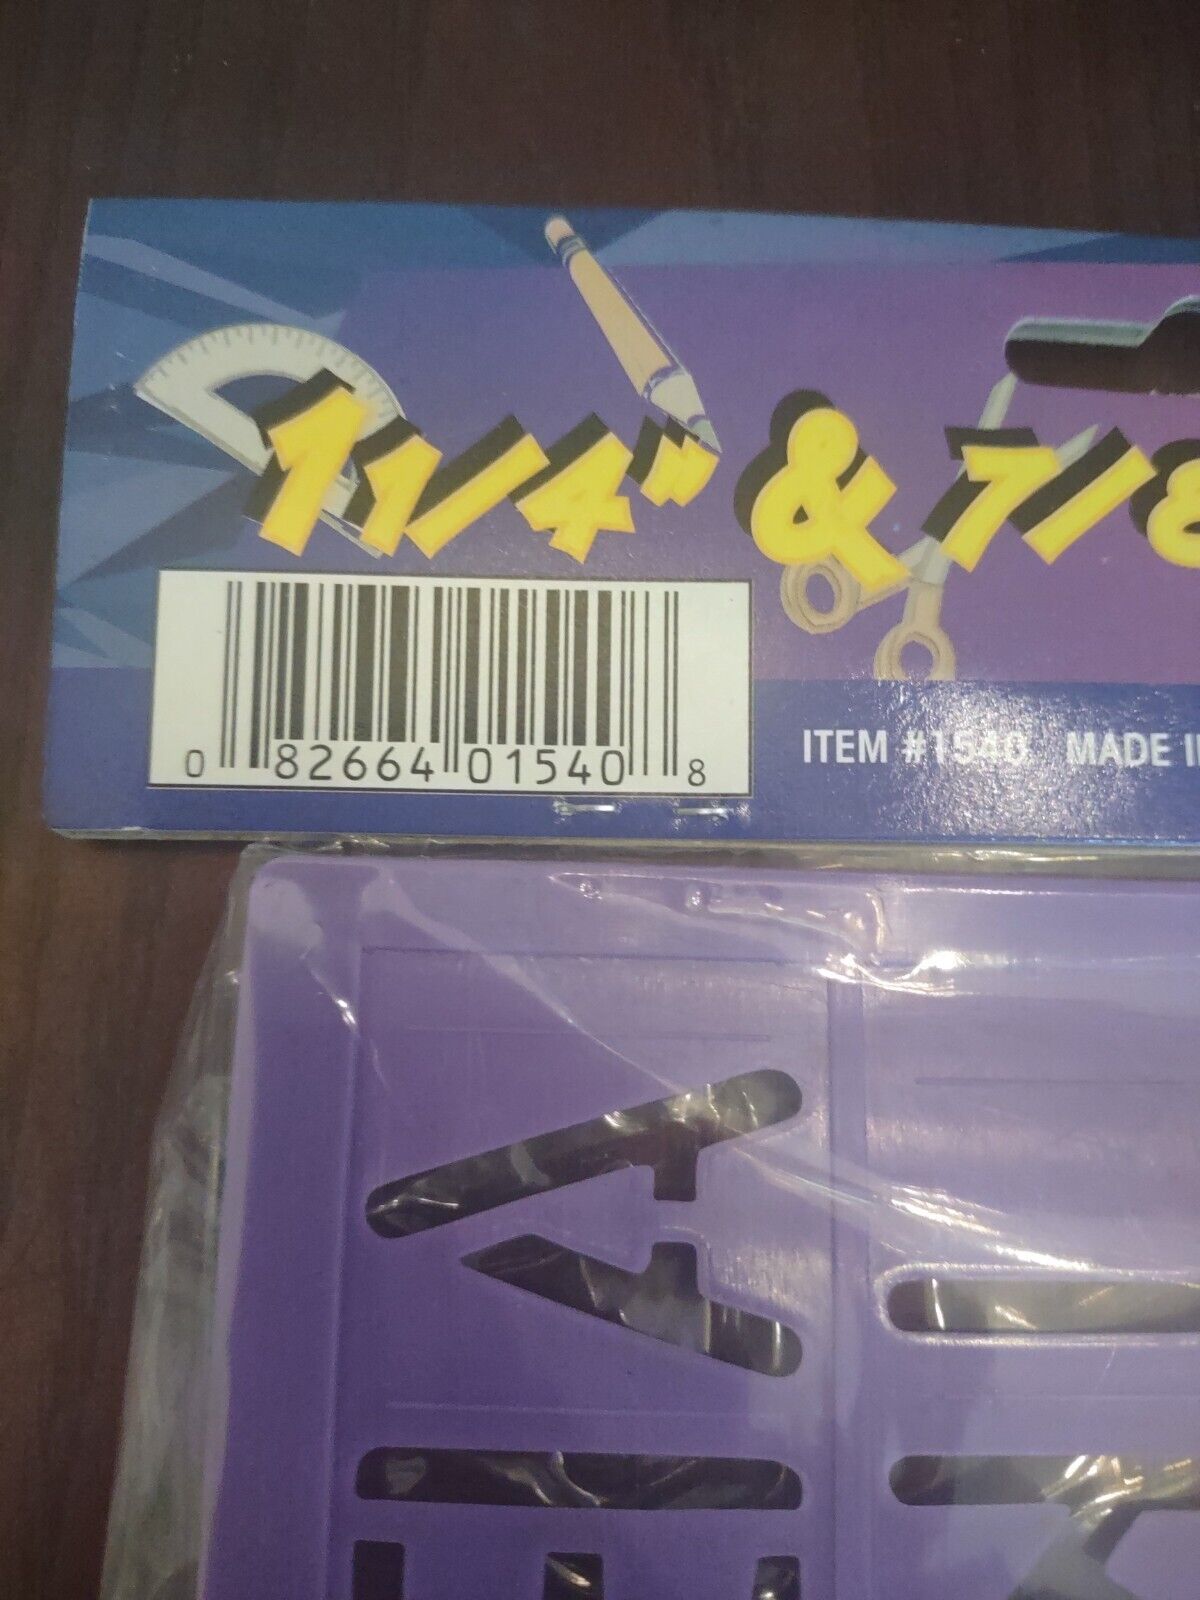 1 1/4" & 7/8
0 82664 01540 8
ITEM #1540 MADE I
A